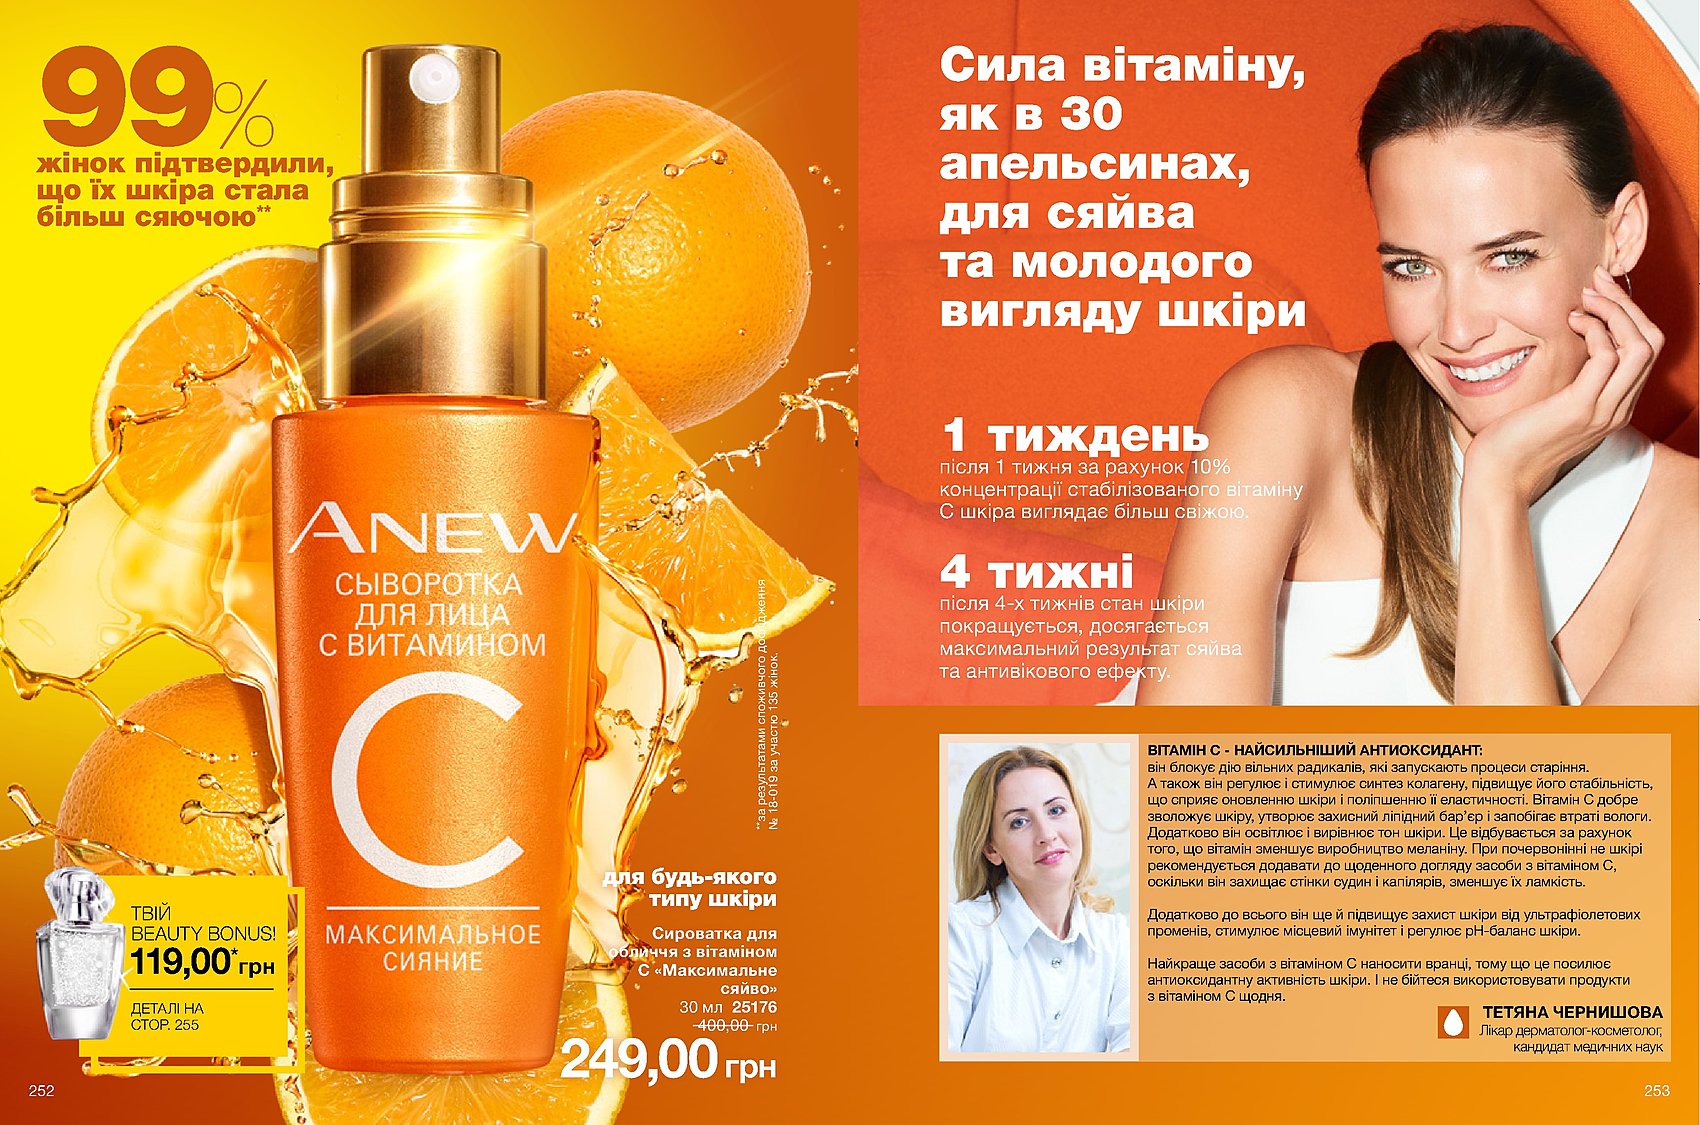 99%
жінок підтвердили,
що їх шкіра стала
більш сяючою**
ANEW
СЫВОРОТКА
ДЛЯ ЛИЦА
С ВИТАМИНОМ
C
МАКСИМАЛЬНОЕ
СИЯНИЕ
**за результатами споживчого дослідження
№ 18-019 за участю 135 жінок.
ТВІЙ
BEAUTY BONUS!
119,00* грн
ДЕТАЛІ НА
СТОР. 255
для будь-якого
типу шкіри
Сироватка для
обличчя з вітаміном
С «Максимальне
сяйво»
30 мл 25176
400,00 грн
249,00 грн
252
Сила вітаміну,
як в 30
апельсинах,
для сяйва
та молодого
вигляду шкіри
1 тиждень
після 1 тижня за рахунок 10%
концентрації стабілізованого вітаміну
С шкіра виглядає більш свіжою.
4 тижні
після 4-х тижнів стан шкіри
покращується, досягається
максимальний результат сяйва
та антивікового ефекту.
ВІТАМІН С - НАЙСИЛЬНІШИЙ АНТИОКСИДАНТ:
він блокує дію вільних радикалів, які запускають процеси старіння.
А також він регулює і стимулює синтез колагену, підвищує його стабільність,
що сприяє оновленню шкіри і поліпшенню її еластичності. Вітамін С добре
зволожує шкіру, утворює захисний ліпідний бар’єр і запобігає втраті вологи.
Додатково він освітлює і вирівнює тон шкіри. Це відбувається за рахунок
того, що вітамін зменшує виробництво меланіну. При почервонінні не шкірі
рекомендується додавати до щоденного догляду засоби з вітаміном С,
оскільки він захищає стінки судин і капілярів, зменшує їх ламкість.
Додатково до всього він ще й підвищує захист шкіри від ультрафіолетових
променів, стимулює місцевий імунітет і регулює pH-баланс шкіри.
Найкраще засоби з вітаміном С наносити вранці, тому що це посилює
антиоксидантну активність шкіри. І не бійтеся використовувати продукти
з вітаміном С щодня.
ТЕТЯНА ЧЕРНИШОВА
Лікар дерматолог-косметолог,
кандидат медичних наук
253